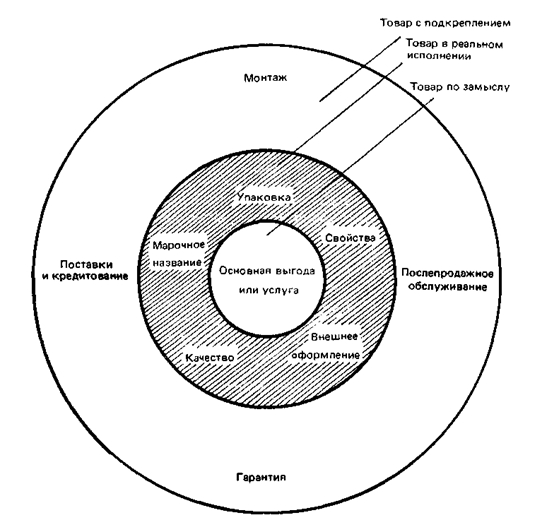 Товар с подкреплением
Товар в реальном
исполнении
Товар по замыслу
Монтаж
Упаковка
Свойства
Марочное
название
Поставки
и кредитование
Основная выгода
или услуга
Послепродажное
обслуживание
Внешнее
оформление
Качество
Гарантия